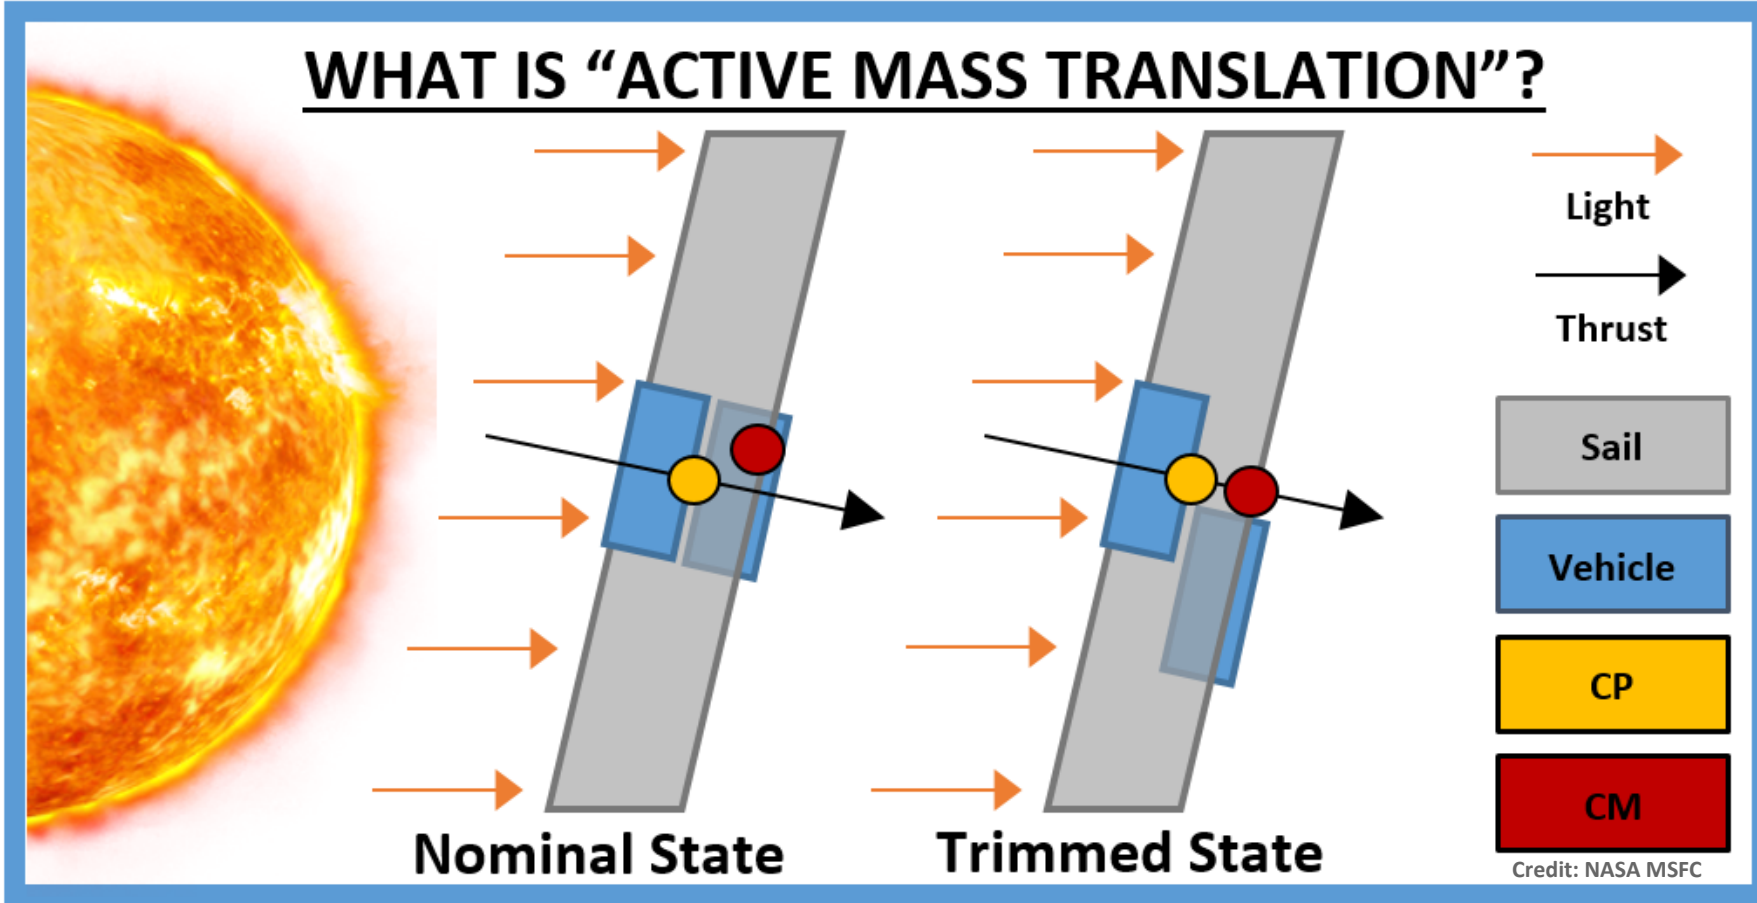 WHAT IS “ACTIVE MASS TRANSLATION”?
Light
Thrust
Sail
Vehicle
CP
CM
Nominal State
Trimmed State
Credit: NASA MSFC